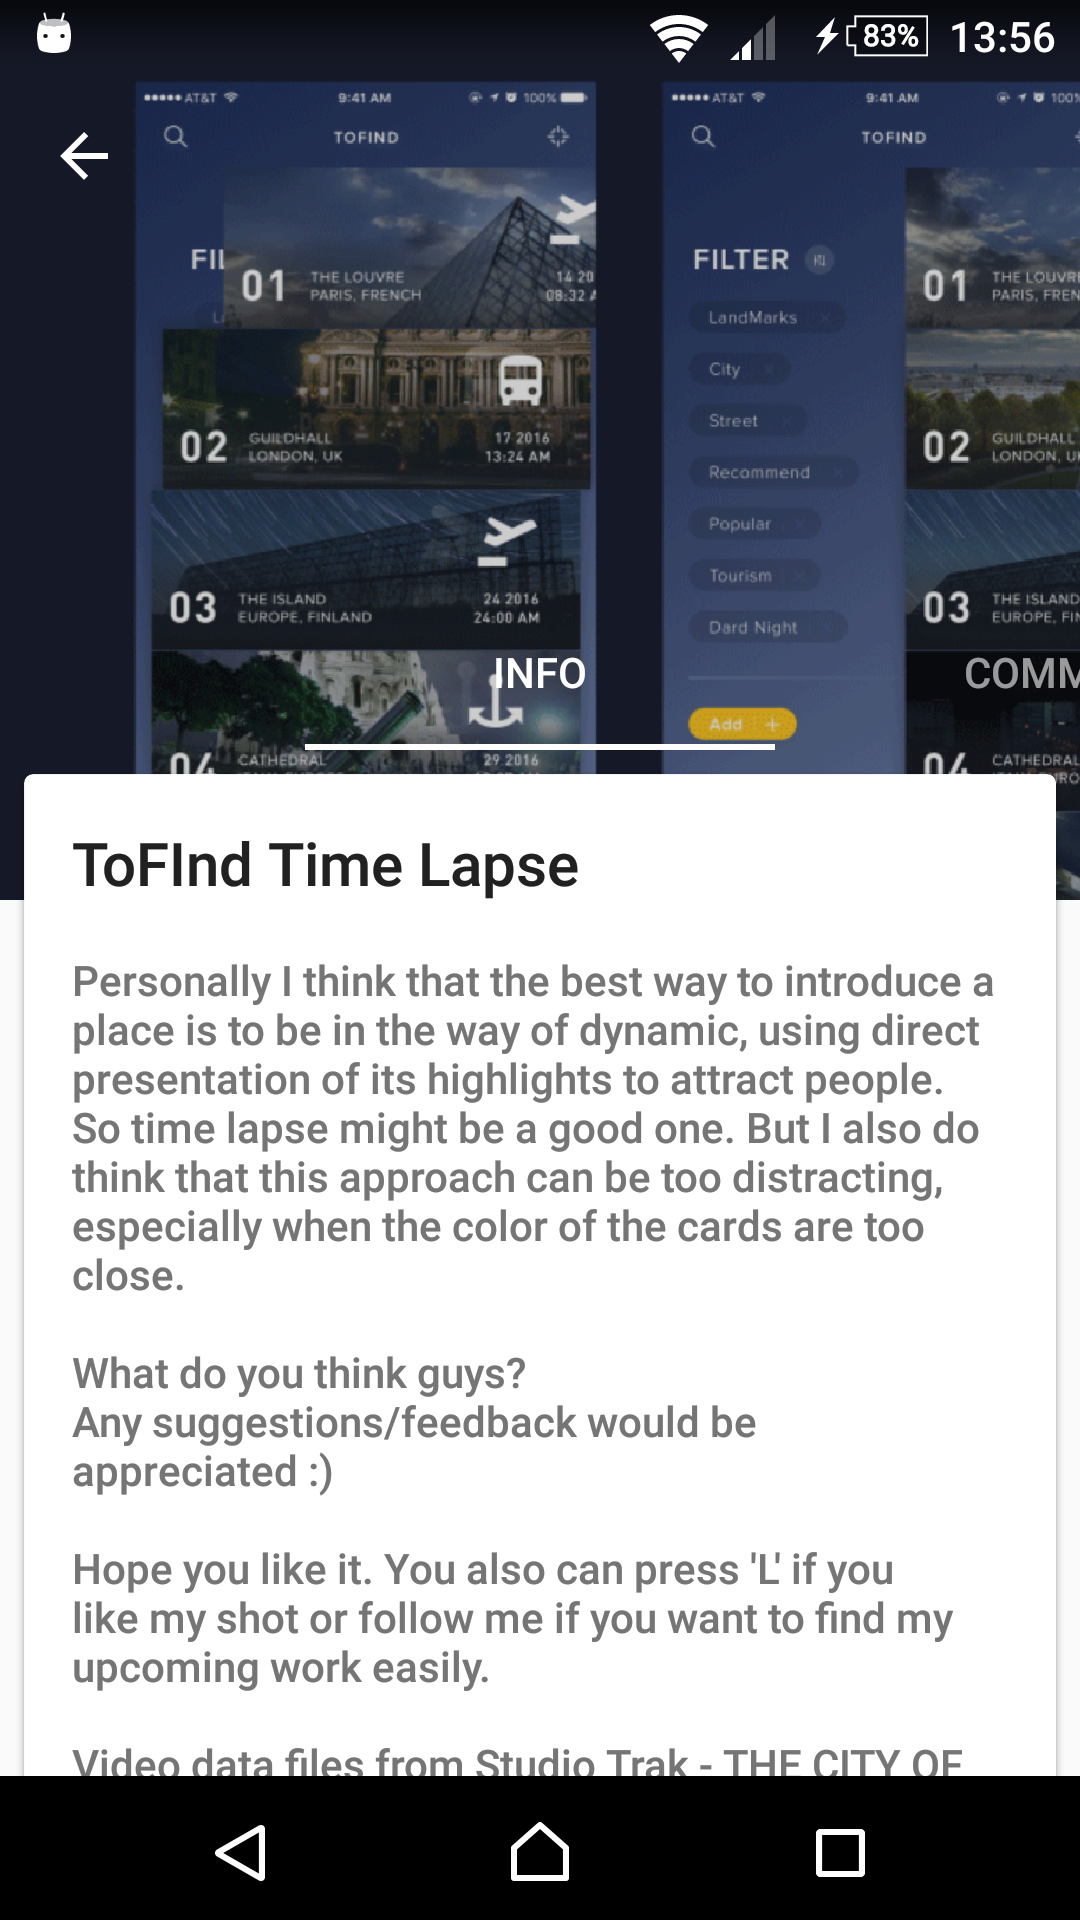 83% 13:56
AT&T 9:41 AM 100%
AT&T 9:41 AM
TOFIND
TOFIND
FIL
01 THE LOUVRE
PARIS, FRENCH
14 20
08:32 A
02 GUILDHALL
LONDON, UK
17 2016
13:24 AM
03 THE ISLAND
EUROPE, FINLAND
24 2016
24:00 AM
04 CATHEDRAL
29 2016
FILTER
LandMarks
City
Street
Recommend
Popular
Tourism
Dard Night
Add +
01 THE LOUVRE
PARIS, FREN
02 GUILDHALL
LONDON, UK
03 THE ISLAND
EUROPE, FIN
04 CATHEDRAL
INFO
COMM
ToFInd Time Lapse
Personally I think that the best way to introduce a
place is to be in the way of dynamic, using direct
presentation of its highlights to attract people.
So time lapse might be a good one. But I also do
think that this approach can be too distracting,
especially when the color of the cards are too
close.
What do you think guys?
Any suggestions/feedback would be
appreciated :)
Hope you like it. You also can press 'L' if you
like my shot or follow me if you want to find my
upcoming work easily.
Video data files from Studio Trak - THE CITY OF